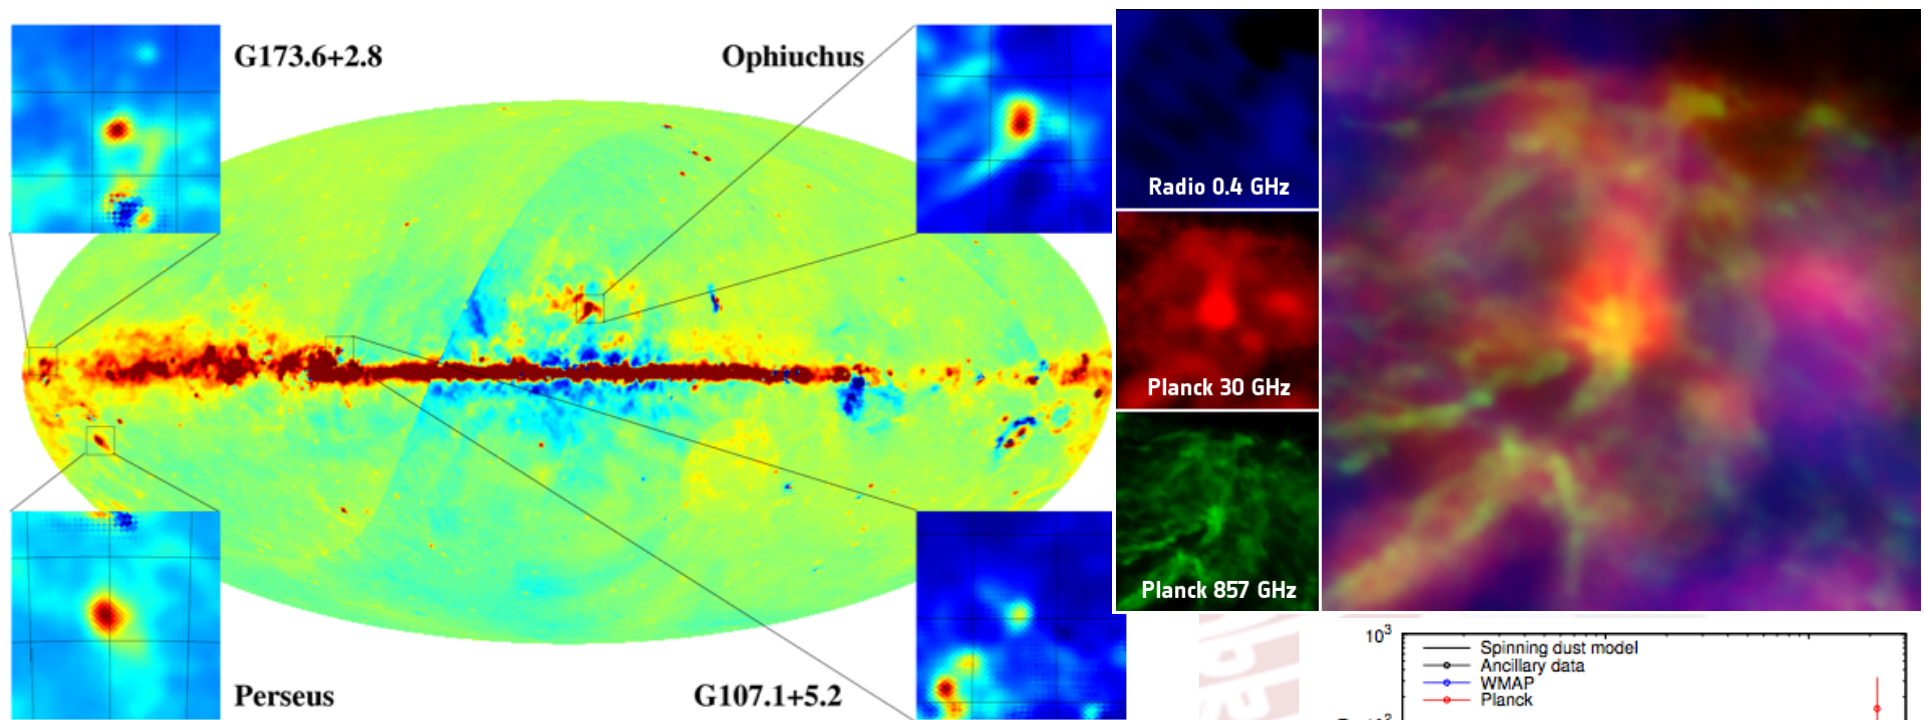 G173.6+2.8
Ophiuchus
Perseus
G107.1+5.2
Radio 0.4 GHz
Planck 30 GHz
Planck 857 GHz
10³
Spinning dust model
Ancillary data
WMAP
Planck
10²